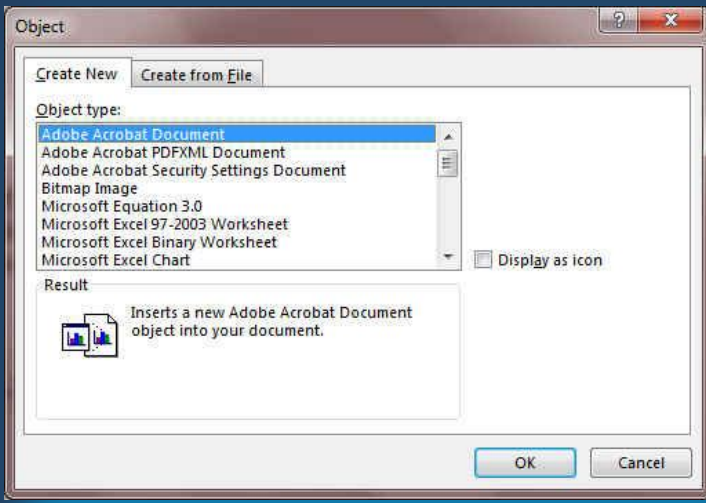 Object
?
Create New Create from File
Object type:
Adobe Acrobat Document
Adobe Acrobat PDFXML Document
Adobe Acrobat Security Settings Document
Bitmap Image
Microsoft Equation 3.0
Microsoft Excel 97-2003 Worksheet
Microsoft Excel Binary Worksheet
Microsoft Excel Chart
Display as icon
Result
Inserts a new Adobe Acrobat Document
object into your document.
OK Cancel